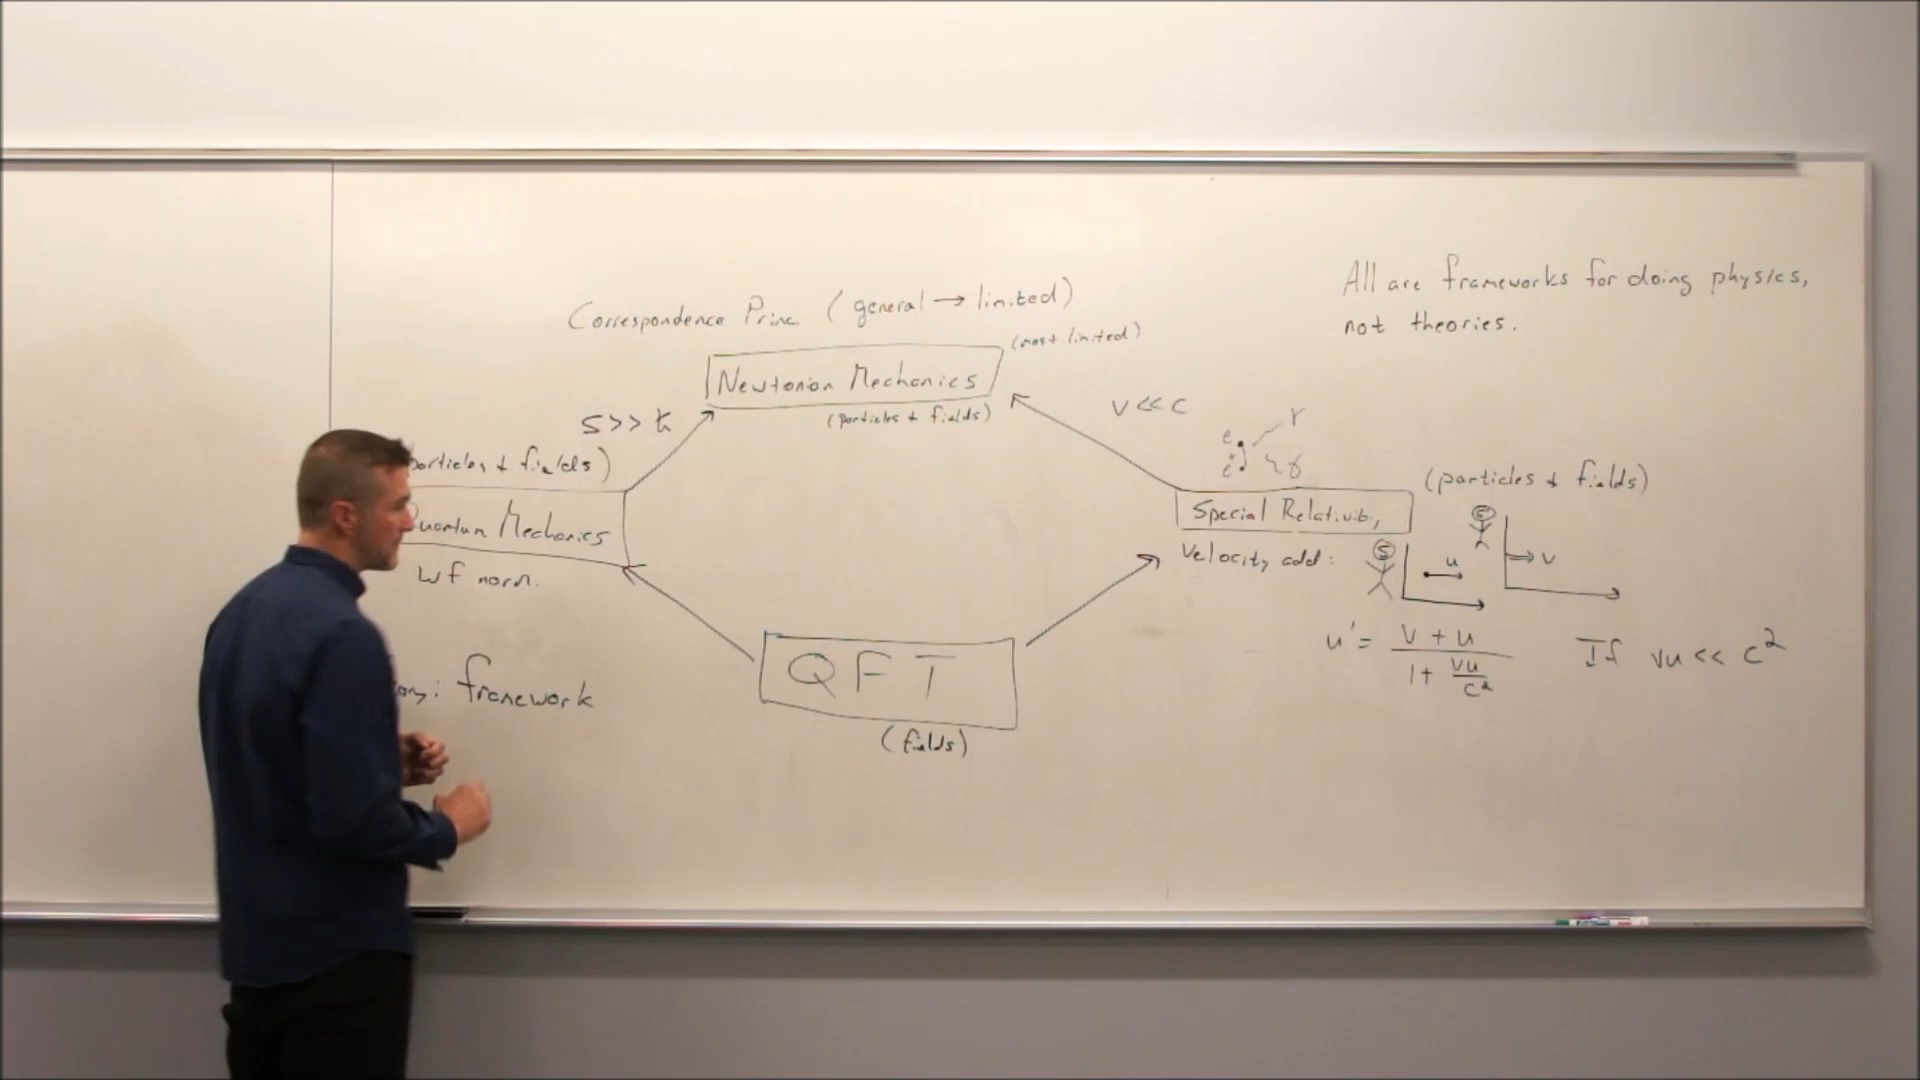 All are frameworks for doing physics,
not theories.
Correspondence Princ. (general → limited)
(most limited)
Newtonian Mechanics
(particles + fields)
S >> ħ
v << c
e γ
e⁺ γ
particles + fields)
Quantum Mechanics
wf norm.
(particles + fields)
Special Relativity
Velocity add:
S
S'
u
v
u' = (v + u) / (1 + vu/c²)
If vu << c²
QFT
(fields)
: framework